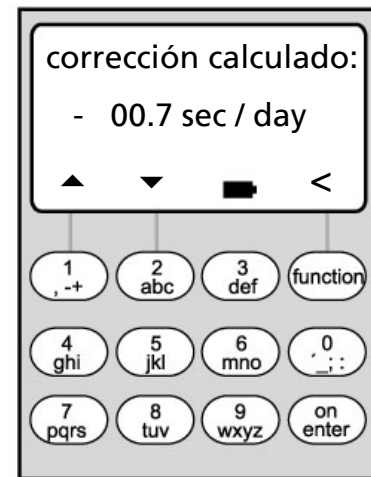 corrección calculado:
- 00.7 sec / day
<
1 2 3 function
, -+ abc def
4 5 6 0
ghi jkl mno ´_; :
7 8 9 on
pqrs tuv wxyz enter